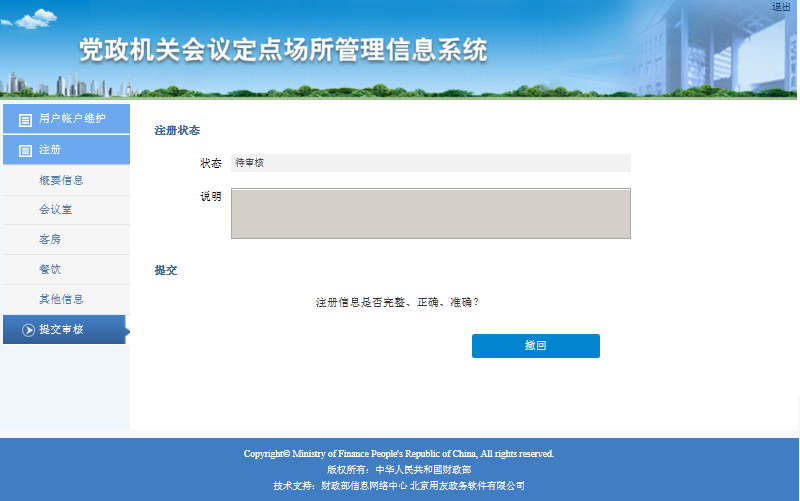 退出
党政机关会议定点场所管理信息系统
用户帐户维护
注册
概要信息
会议室
客房
餐饮
其他信息
提交审核
注册状态
状态 待审核
说明
提交
注册信息是否完整、正确、准确?
撤回
Copyright© Ministry of Finance People's Republic of China, All rights reserved.
版权所有：中华人民共和国财政部
技术支持：财政部信息网络中心 北京用友政务软件有限公司